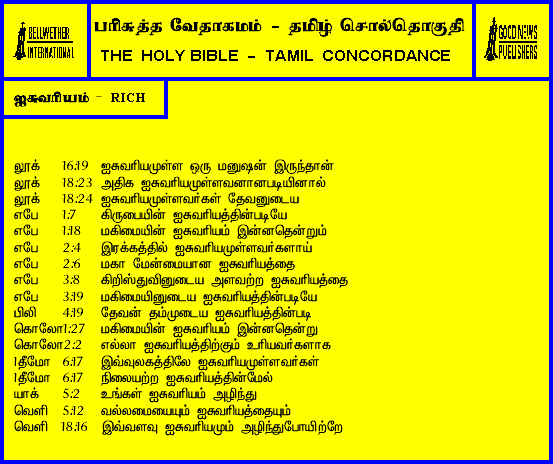 BELLWETHER
INTERNATIONAL
பரிசுத்த வேதாகமம் - தமிழ் சொல்தொகுதி
THE HOLY BIBLE - TAMIL CONCORDANCE
GOOD NEWS
PUBLISHERS
ஐசுவரியம் - RICH
லூக் 16:19 ஐசுவரியமுள்ள ஒரு மனுஷன் இருந்தான்
லூக் 18:23 அதிக ஐசுவரியமுள்ளவனானபடியினால்
லூக் 18:24 ஐசுவரியமுள்ளவர்கள் தேவனுடைய
எபே 1:7 கிருபையின் ஐசுவரியத்தின்படியே
எபே 1:18 மகிமையின் ஐசுவரியம் இன்னதென்றும்
எபே 2:4 இரக்கத்தில் ஐசுவரியமுள்ளவர்களாய்
எபே 2:6 மகா மேன்மையான ஐசுவரியத்தை
எபே 3:8 கிறிஸ்துவினுடைய அளவற்ற ஐசுவரியத்தை
எபே 3:19 மகிமையினுடைய ஐசுவரியத்தின்படியே
பிலி 4:19 தேவன் தம்முடைய ஐசுவரியத்தின்படி
கொலோ1:27 மகிமையின் ஐசுவரியம் இன்னதென்று
கொலோ2:2 எல்லா ஐசுவரியத்திற்கும் உரியவர்களாக
1தீமோ 6:17 இவ்வுலகத்திலே ஐசுவரியமுள்ளவர்கள்
1தீமோ 6:17 நிலையற்ற ஐசுவரியத்தின்மேல்
யாக் 5:2 உங்கள் ஐசுவரியம் அழிந்து
வெளி 5:12 வல்லமையையும் ஐசுவரியத்தையும்
வெளி 18:16 இவ்வளவு ஐசுவரியமும் அழிந்துபோயிற்றே